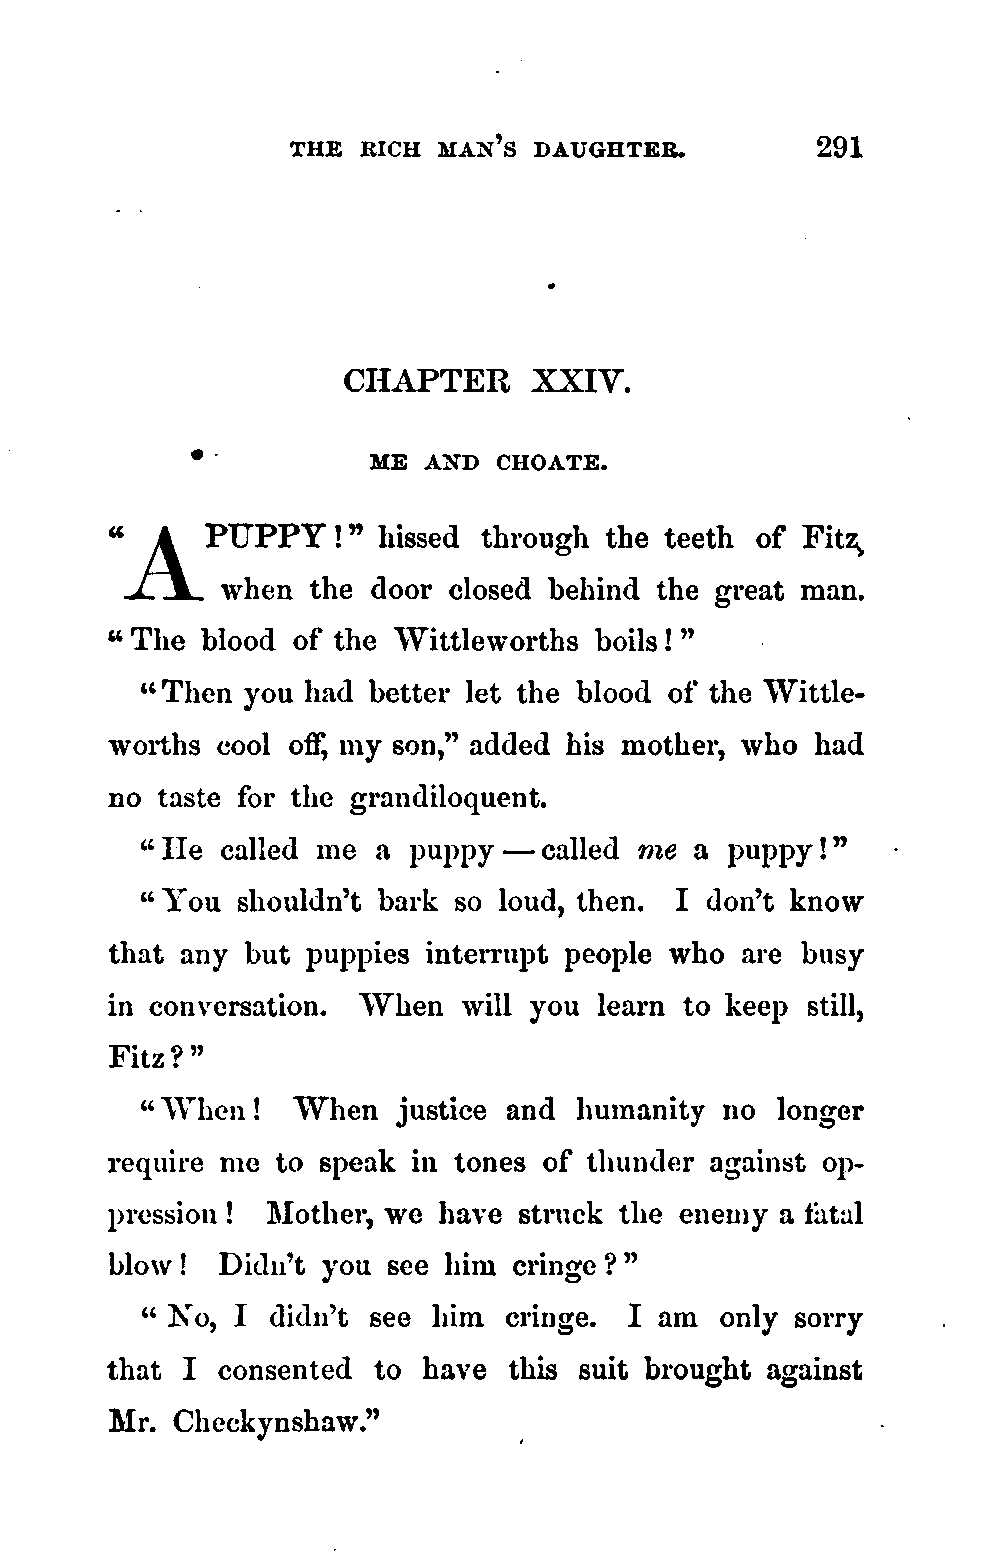 THE RICH MAN'S DAUGHTER. 291
CHAPTER XXIV.
ME AND CHOATE.
"A PUPPY!" hissed through the teeth of Fitz,
when the door closed behind the great man.
"The blood of the Wittleworths boils!"
"Then you had better let the blood of the Wittle-
worths cool off, my son," added his mother, who had
no taste for the grandiloquent.
"He called me a puppy — called me a puppy!"
"You shouldn't bark so loud, then. I don't know
that any but puppies interrupt people who are busy
in conversation. When will you learn to keep still,
Fitz?"
"When! When justice and humanity no longer
require me to speak in tones of thunder against op-
pression! Mother, we have struck the enemy a fatal
blow! Didn't you see him cringe?"
"No, I didn't see him cringe. I am only sorry
that I consented to have this suit brought against
Mr. Checkynshaw."